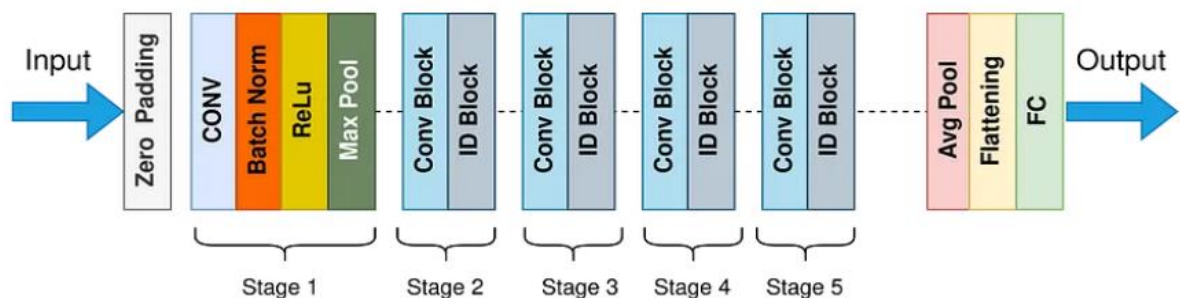 Input
Zero Padding
CONV
Batch Norm
ReLu
Max Pool
Conv Block
ID Block
Conv Block
ID Block
Conv Block
ID Block
Conv Block
ID Block
Avg Pool
Flattening
FC
Output
Stage 1
Stage 2
Stage 3
Stage 4
Stage 5